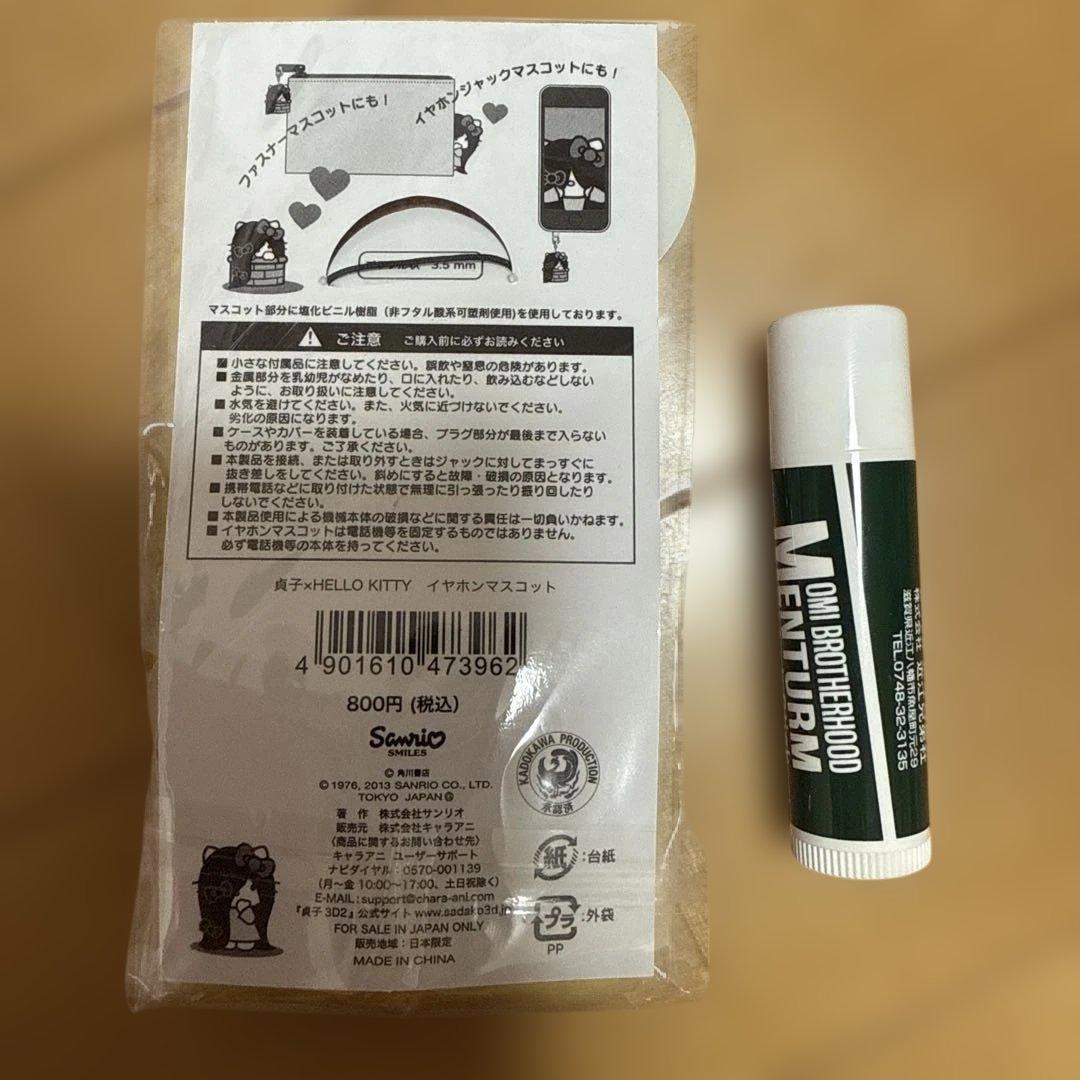 ファスナーマスコットにも！
イヤホンジャックマスコットにも！
3.5 mm
マスコット部分に塩化ビニル樹脂（非フタル酸系可塑剤使用)を使用しております。
ご注意 ご購入前に必ずお読みください
■ 小さな付属品に注意してください。誤飲や窒息の危険があります。
■ 金属部分を乳幼児がなめたり、口に入れたり、飲み込むなどしない
ように、お取り扱いに注意してください。
■ 水気を避けてください。また、火気に近づけないでください。
劣化の原因になります。
■ ケースやカバーを装着している場合、プラグ部分が最後まで入らない
ものがあります。ご了承ください。
■ 本製品を接続、または取り外すときはジャックに対してまっすぐに
抜き差しをしてください。斜めにすると故障・破損の原因となります。
■ 携帯電話などに取り付けた状態で無理に引っ張ったり振り回したり
しないでください。
■ 本製品使用による機械本体の破損などに関する責任は一切負いかねます。
■ イヤホンマスコットは電話機等を固定するものではありません。
必ず電話機等の本体を持ってください。
貞子×HELLO KITTY イヤホンマスコット
4 901610 473962
800円 (税込)
Sanrio
SMILES
© 角川書店
© 1976, 2013 SANRIO CO., LTD.
TOKYO JAPAN Ⓖ
著 作 株式会社サンリオ
販売元 株式会社キャラアニ
〈商品に関するお問い合わせ先〉
キャラアニ ユーザーサポート
ナビダイヤル：0570-001139
（月〜金 10:00〜17:00、土日祝除く）
E-MAIL:support@chara-ani.com
『貞子 3D2』公式サイト www.sadako3d.jp
FOR SALE IN JAPAN ONLY
販売地域：日本限定
MADE IN CHINA
KADOKAWA PRODUCTION
承認済
紙：台紙
プラ：外袋
PP
OMI BROTHERHOOD
MENTURM
TEL.0748-32-3135